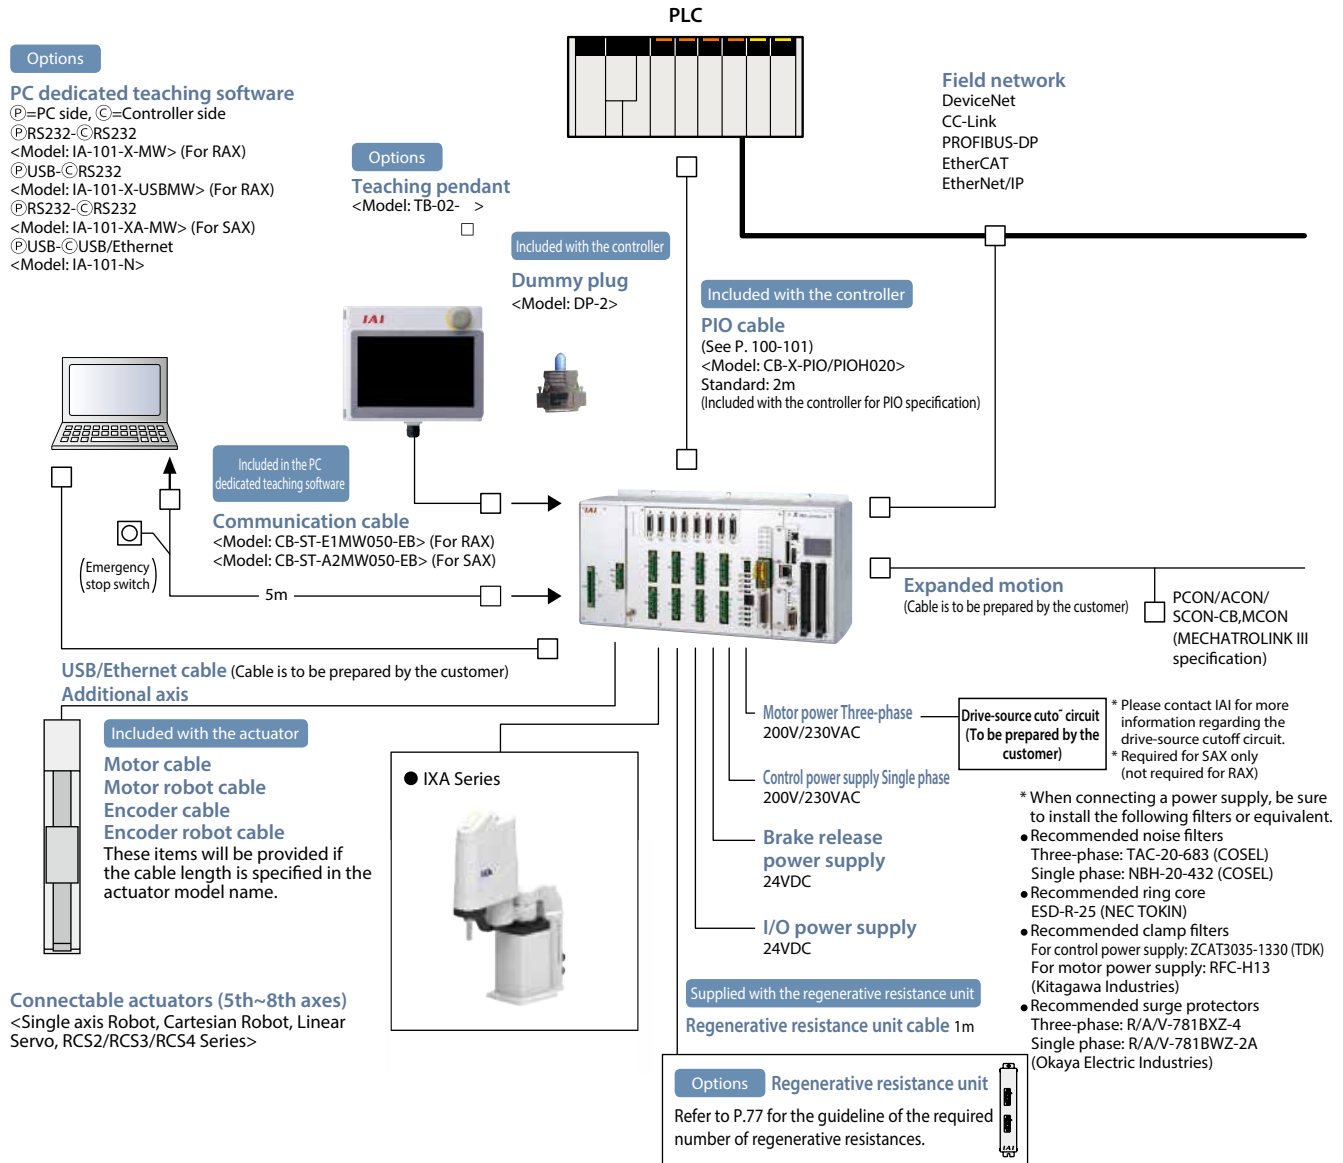 PLC
Options
PC dedicated teaching software
Ⓟ=PC side, Ⓒ=Controller side
ⓅRS232-ⒸRS232
<Model: IA-101-X-MW> (For RAX)
ⓅUSB-ⒸRS232
<Model: IA-101-X-USBMW> (For RAX)
ⓅRS232-ⒸRS232
<Model: IA-101-XA-MW> (For SAX)
ⓅUSB-ⒸUSB/Ethernet
<Model: IA-101-N>
Options
Teaching pendant
<Model: TB-02-   >
Included with the controller
Dummy plug
<Model: DP-2>
Field network
DeviceNet
CC-Link
PROFIBUS-DP
EtherCAT
EtherNet/IP
Included with the controller
PIO cable
(See P. 100-101)
<Model: CB-X-PIO/PIOH020>
Standard: 2m
(Included with the controller for PIO specification)
IAI
Included in the PC
dedicated teaching software
Communication cable
<Model: CB-ST-E1MW050-EB> (For RAX)
<Model: CB-ST-A2MW050-EB> (For SAX)
(Emergency
stop switch)
5m
IAI
Expanded motion
(Cable is to be prepared by the customer)
PCON/ACON/
SCON-CB,MCON
(MECHATROLINK III
specification)
USB/Ethernet cable (Cable is to be prepared by the customer)
Additional axis
Included with the actuator
Motor cable
Motor robot cable
Encoder cable
Encoder robot cable
These items will be provided if
the cable length is specified in the
actuator model name.
Connectable actuators (5th~8th axes)
<Single axis Robot, Cartesian Robot, Linear
Servo, RCS2/RCS3/RCS4 Series>
● IXA Series
Motor power Three-phase
200V/230VAC
Control power supply Single phase
200V/230VAC
Brake release
power supply
24VDC
I/O power supply
24VDC
Drive-source cuto˜ circuit
(To be prepared by the
customer)
* Please contact IAI for more
information regarding the
drive-source cutoff circuit.
* Required for SAX only
(not required for RAX)
* When connecting a power supply, be sure
to install the following filters or equivalent.
● Recommended noise filters
Three-phase: TAC-20-683 (COSEL)
Single phase: NBH-20-432 (COSEL)
● Recommended ring core
ESD-R-25 (NEC TOKIN)
● Recommended clamp filters
For control power supply: ZCAT3035-1330 (TDK)
For motor power supply: RFC-H13
(Kitagawa Industries)
● Recommended surge protectors
Three-phase: R/A/V-781BXZ-4
Single phase: R/A/V-781BWZ-2A
(Okaya Electric Industries)
Supplied with the regenerative resistance unit
Regenerative resistance unit cable 1m
Options
Regenerative resistance unit
Refer to P.77 for the guideline of the required
number of regenerative resistances.
IAI